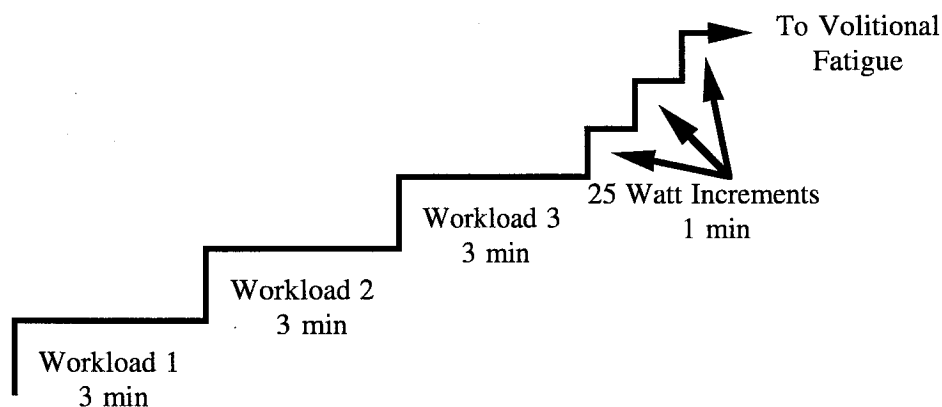 To Volitional
Fatigue
25 Watt Increments
1 min
Workload 3
3 min
Workload 2
3 min
Workload 1
3 min